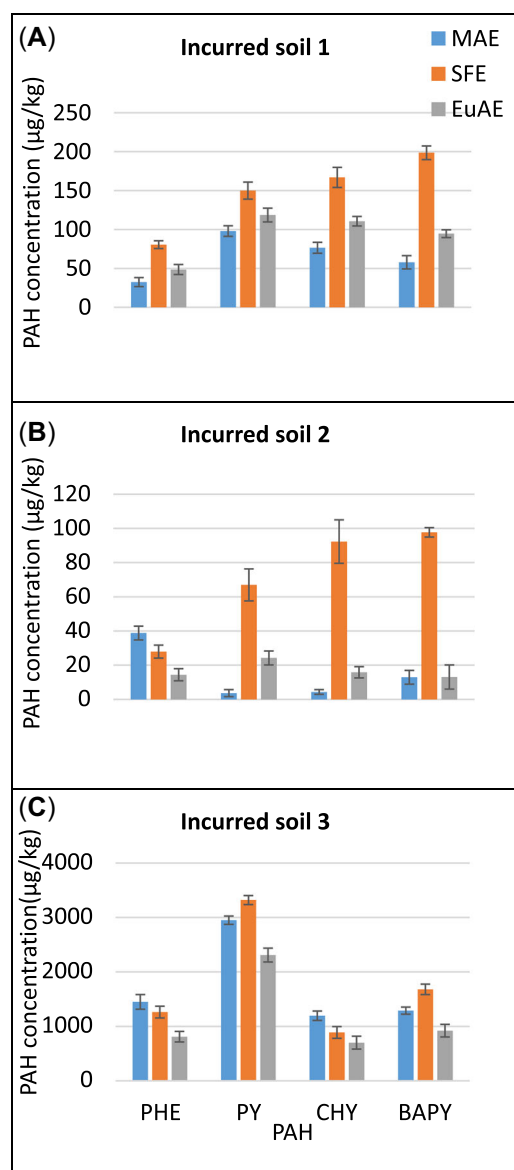 (A)
Incurred soil 1
MAE
SFE
EuAE
PAH concentration (µg/kg)
250
200
150
100
50
0
(B)
Incurred soil 2
PAH concentration (µg/kg)
120
100
80
60
40
20
0
(C)
Incurred soil 3
PAH concentration(µg/kg)
4000
3000
2000
1000
0
PHE PY CHY BAPY
PAH